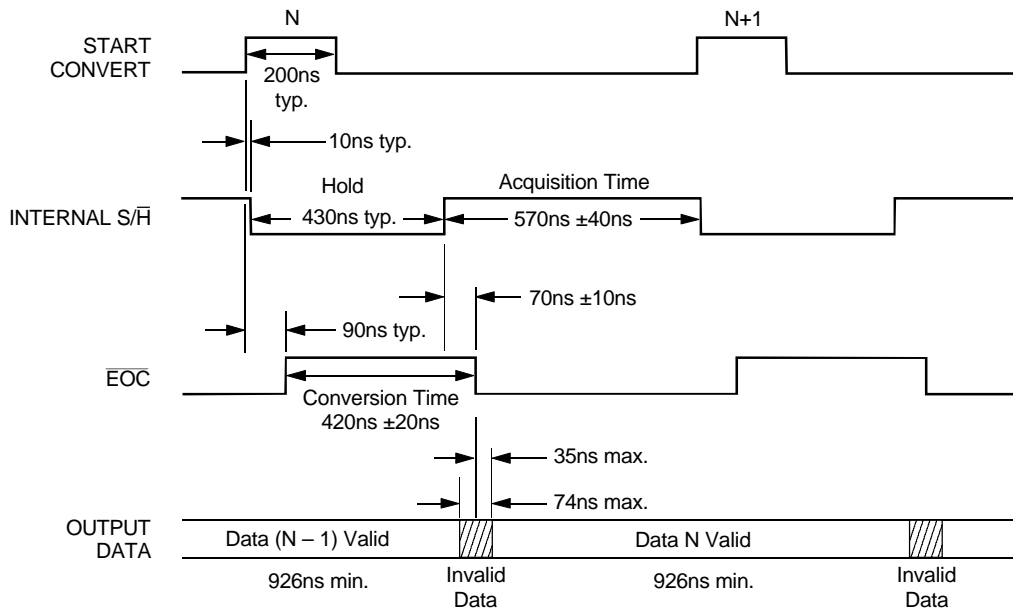 N
N+1
START
CONVERT
200ns
typ.
10ns typ.
Hold
Acquisition Time
INTERNAL S/H̅
430ns typ.
570ns ±40ns
70ns ±10ns
90ns typ.
E̅O̅C̅
Conversion Time
420ns ±20ns
35ns max.
74ns max.
OUTPUT
DATA
Data (N – 1) Valid
Data N Valid
926ns min.
Invalid
Data
926ns min.
Invalid
Data